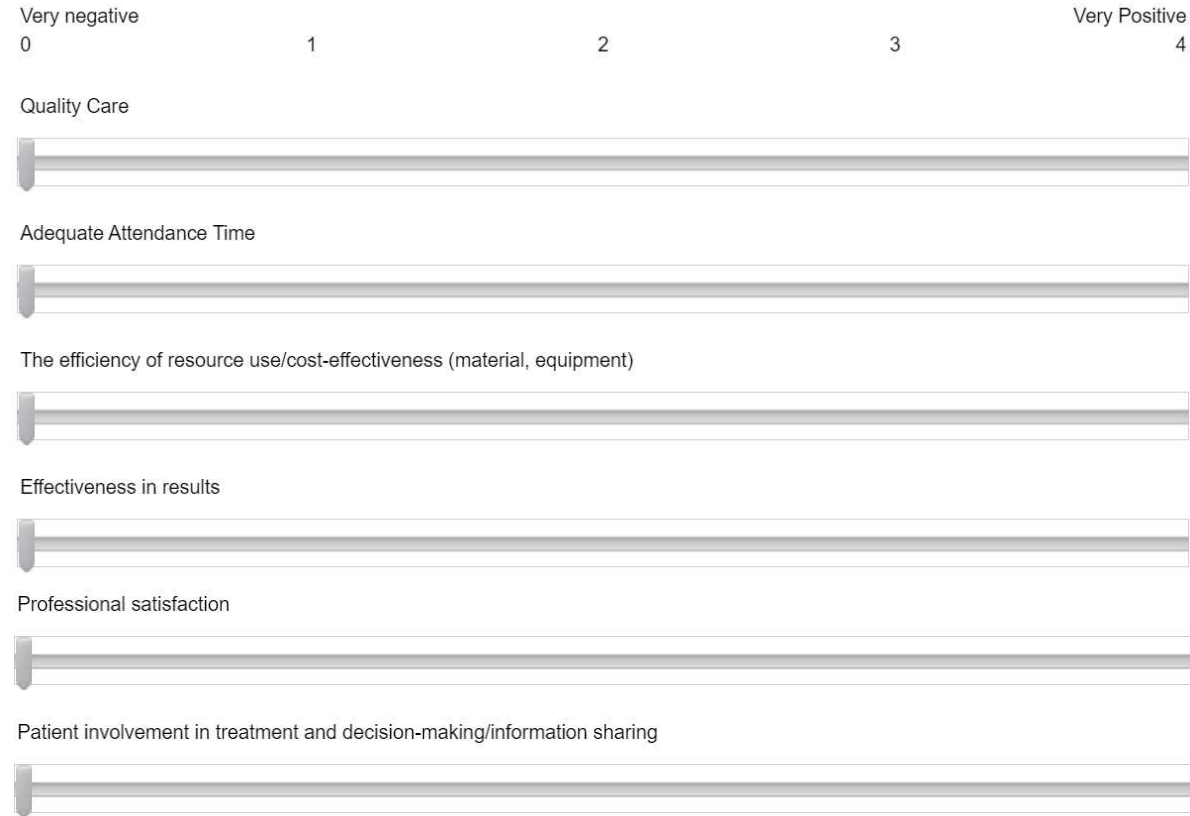 Very negative Very Positive
0 1 2 3 4
Quality Care
Adequate Attendance Time
The efficiency of resource use/cost-effectiveness (material, equipment)
Effectiveness in results
Professional satisfaction
Patient involvement in treatment and decision-making/information sharing